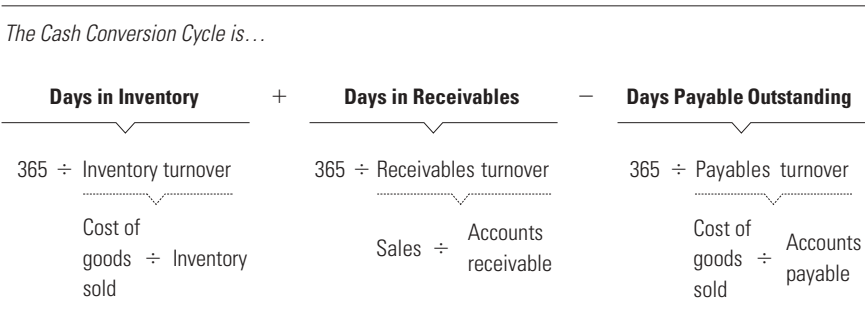 The Cash Conversion Cycle is…
Days in Inventory + Days in Receivables − Days Payable Outstanding
365 ÷ Inventory turnover 365 ÷ Receivables turnover 365 ÷ Payables turnover
Cost of
goods ÷ Inventory
sold
Sales ÷ Accounts
receivable
Cost of
goods ÷ Accounts
sold payable